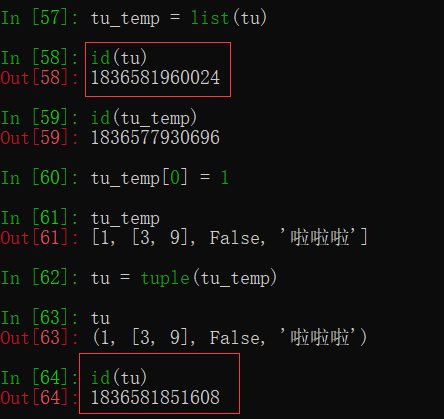 In [57]: tu_temp = list(tu)
In [58]: id(tu)
Out[58]: 1836581960024
In [59]: id(tu_temp)
Out[59]: 1836577930696
In [60]: tu_temp[0] = 1
In [61]: tu_temp
Out[61]: [1, [3, 9], False, '啦啦啦']
In [62]: tu = tuple(tu_temp)
In [63]: tu
Out[63]: (1, [3, 9], False, '啦啦啦')
In [64]: id(tu)
Out[64]: 1836581851608